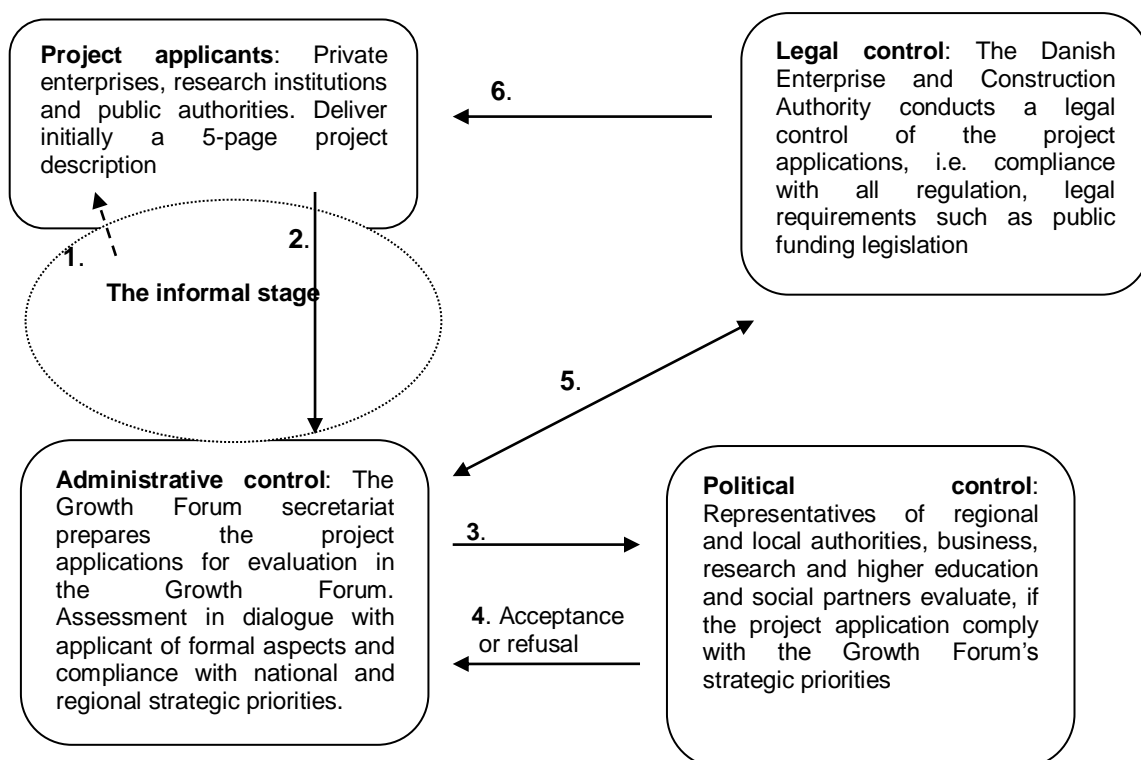 Project applicants: Private
enterprises, research institutions
and public authorities. Deliver
initially a 5-page project
description
6.
Legal control: The Danish
Enterprise and Construction
Authority conducts a legal
control of the project
applications, i.e. compliance
with all regulation, legal
requirements such as public
funding legislation
1.
2.
The informal stage
5.
Administrative control: The
Growth Forum secretariat
prepares the project
applications for evaluation in
the Growth Forum.
Assessment in dialogue with
applicant of formal aspects and
compliance with national and
regional strategic priorities.
3.
4. Acceptance
or refusal
Political control:
Representatives of regional
and local authorities, business,
research and higher education
and social partners evaluate, if
the project application comply
with the Growth Forum's
strategic priorities